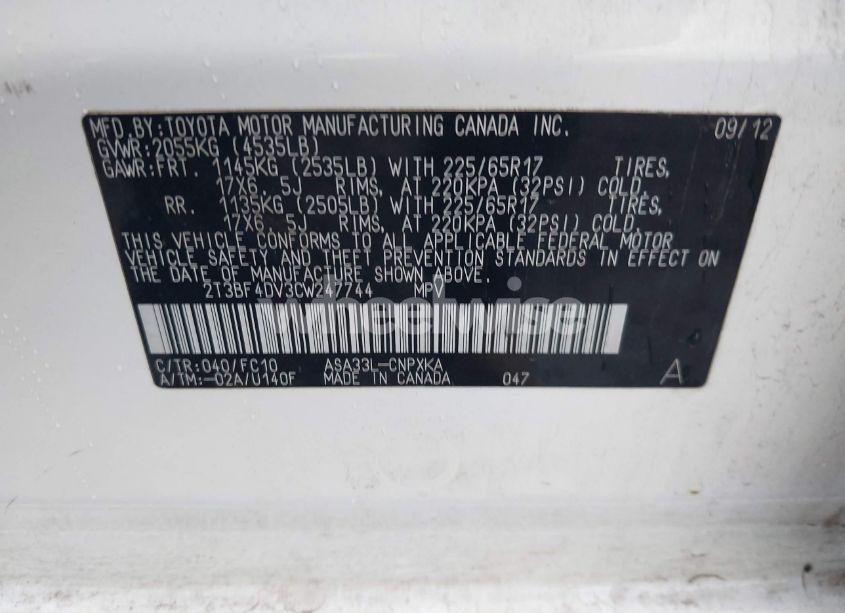 MFD. BY: TOYOTA MOTOR MANUFACTURING CANADA INC. 09/12
GVWR: 2055KG (4535LB)
GAWR: FRT. 1145KG (2535LB) WITH 225/65R17 TIRES,
17X6.5J RIMS, AT 220KPA (32PSI) COLD.
RR. 1135KG (2505LB) WITH 225/65R17 TIRES,
17X6.5J RIMS, AT 220KPA (32PSI) COLD.
THIS VEHICLE CONFORMS TO ALL APPLICABLE FEDERAL MOTOR
VEHICLE SAFETY AND THEFT PREVENTION STANDARDS IN EFFECT ON
THE DATE OF MANUFACTURE SHOWN ABOVE.
2T3BF4DV3CW247744 MPV
wheelwise
C/TR: 040/FC10 ASA33L-CNPXKA
A/TM: -02A/U140F MADE IN CANADA 047 A